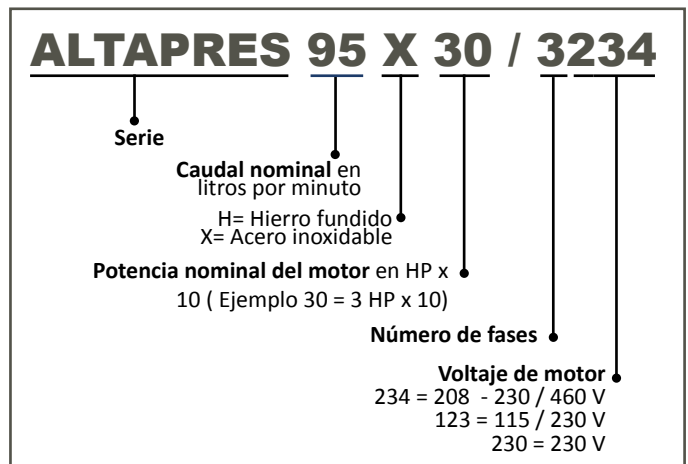 ALTAPRES 95 X 30 / 3234
Serie
Caudal nominal en
litros por minuto
H= Hierro fundido
X= Acero inoxidable
Potencia nominal del motor en HP x
10 ( Ejemplo 30 = 3 HP x 10)
Número de fases
Voltaje de motor
234 = 208 - 230 / 460 V
123 = 115 / 230 V
230 = 230 V